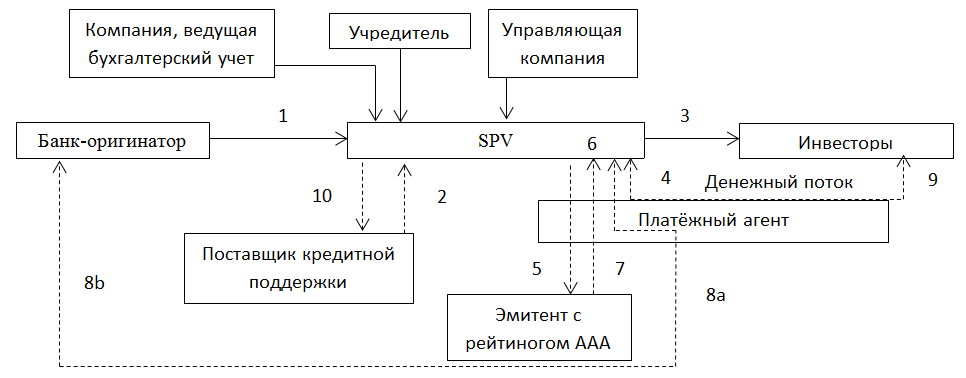 Компания, ведущая
бухгалтерский учет
Учредитель
Управляющая
компания
1
3
Банк-оригинатор
SPV
6
Инвесторы
10
2
4
Денежный поток
9
Платёжный агент
Поставщик кредитной
поддержки
8b
5
7
8a
Эмитент с
рейтиногом ААА